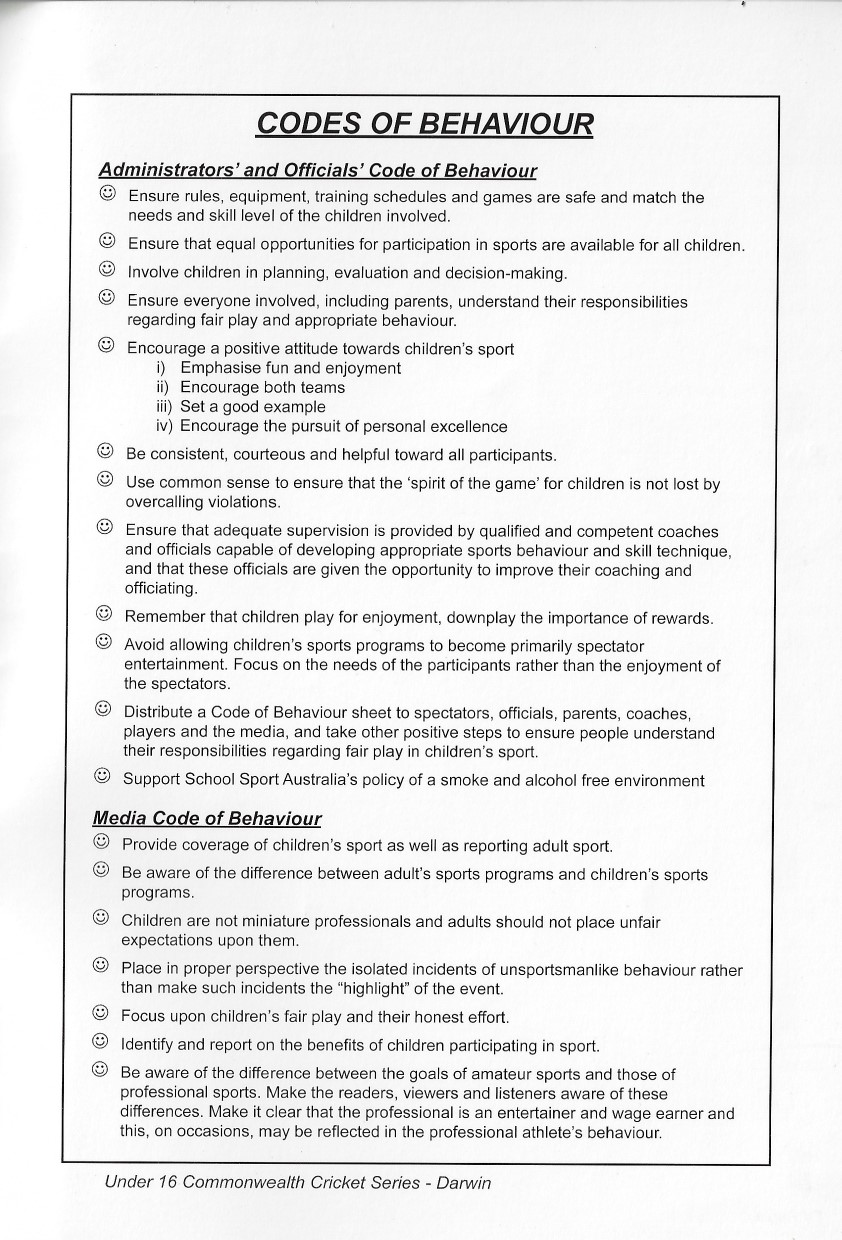 CODES OF BEHAVIOUR
Administrators' and Officials' Code of Behaviour
Ensure rules, equipment, training schedules and games are safe and match the
needs and skill level of the children involved.
Ensure that equal opportunities for participation in sports are available for all children.
Involve children in planning, evaluation and decision-making.
Ensure everyone involved, including parents, understand their responsibilities
regarding fair play and appropriate behaviour.
Encourage a positive attitude towards children's sport
i) Emphasise fun and enjoyment
ii) Encourage both teams
iii) Set a good example
iv) Encourage the pursuit of personal excellence
Be consistent, courteous and helpful toward all participants.
Use common sense to ensure that the 'spirit of the game' for children is not lost by
overcalling violations.
Ensure that adequate supervision is provided by qualified and competent coaches
and officials capable of developing appropriate sports behaviour and skill technique,
and that these officials are given the opportunity to improve their coaching and
officiating.
Remember that children play for enjoyment, downplay the importance of rewards.
Avoid allowing children's sports programs to become primarily spectator
entertainment. Focus on the needs of the participants rather than the enjoyment of
the spectators.
Distribute a Code of Behaviour sheet to spectators, officials, parents, coaches,
players and the media, and take other positive steps to ensure people understand
their responsibilities regarding fair play in children's sport.
Support School Sport Australia's policy of a smoke and alcohol free environment
Media Code of Behaviour
Provide coverage of children's sport as well as reporting adult sport.
Be aware of the difference between adult's sports programs and children's sports
programs.
Children are not miniature professionals and adults should not place unfair
expectations upon them.
Place in proper perspective the isolated incidents of unsportsmanlike behaviour rather
than make such incidents the "highlight" of the event.
Focus upon children's fair play and their honest effort.
Identify and report on the benefits of children participating in sport.
Be aware of the difference between the goals of amateur sports and those of
professional sports. Make the readers, viewers and listeners aware of these
differences. Make it clear that the professional is an entertainer and wage earner and
this, on occasions, may be reflected in the professional athlete's behaviour.
Under 16 Commonwealth Cricket Series - Darwin